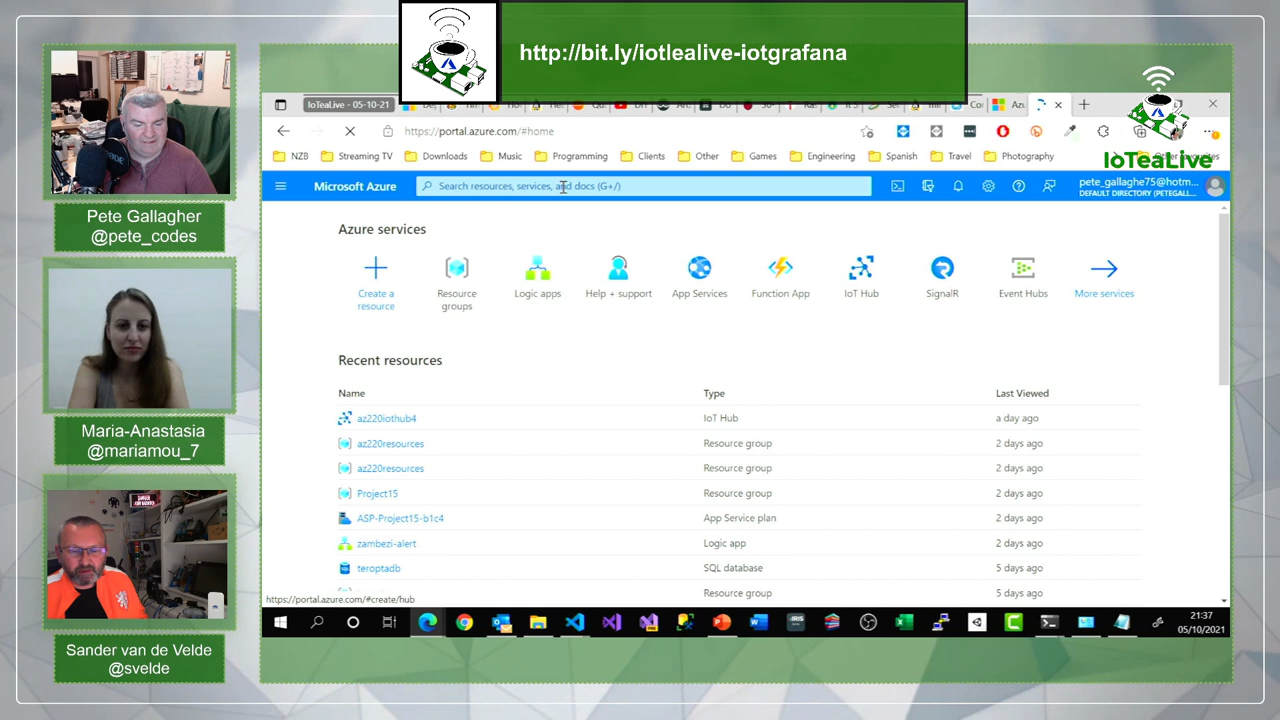 http://bit.ly/iotlealive-iotgrafana
IoTeaLive
Pete Gallagher
@pete_codes
Maria-Anastasia
@mariamou_7
Sander van de Velde
@svelde
IoTeaLive - 05-10-21
https://portal.azure.com/#home
NZB
Streaming TV
Downloads
Music
Programming
Clients
Other
Games
Engineering
Spanish
Travel
Photography
Microsoft Azure
Search resources, services, and docs (G+/)
pete_gallaghe75@hotm...
DEFAULT DIRECTORY (PETEGALL...
Azure services
Create a
resource
Resource
groups
Logic apps
Help + support
App Services
Function App
IoT Hub
SignalR
Event Hubs
More services
Recent resources
Name Type Last Viewed
az220iothub4 IoT Hub a day ago
az220resources Resource group 2 days ago
az220resources Resource group 2 days ago
Project15 Resource group 2 days ago
ASP-Project15-b1c4 App Service plan 2 days ago
zambezi-alert Logic app 2 days ago
teroptadb SQL database 5 days ago
Resource group 5 days ago
https://portal.azure.com/#create/hub
21:37
05/10/2021